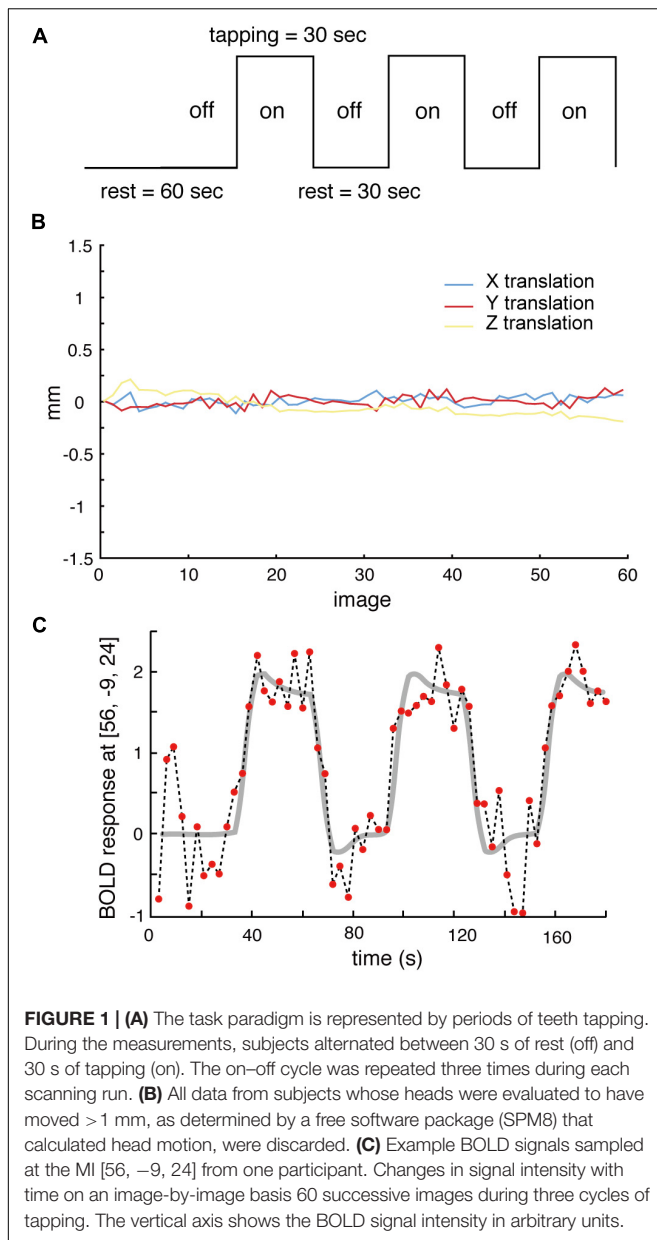 A
tapping = 30 sec
off on off on off on
rest = 60 sec rest = 30 sec
B
1.5
1
0.5
0
-0.5
-1
-1.5
mm
X translation
Y translation
Z translation
0 10 20 30 40 50 60
image
C
BOLD response at [56, -9, 24]
2
1
0
-1
0 40 80 120 160
time (s)
FIGURE 1 | (A) The task paradigm is represented by periods of teeth tapping.
During the measurements, subjects alternated between 30 s of rest (off) and
30 s of tapping (on). The on–off cycle was repeated three times during each
scanning run. (B) All data from subjects whose heads were evaluated to have
moved >1 mm, as determined by a free software package (SPM8) that
calculated head motion, were discarded. (C) Example BOLD signals sampled
at the MI [56, −9, 24] from one participant. Changes in signal intensity with
time on an image-by-image basis 60 successive images during three cycles of
tapping. The vertical axis shows the BOLD signal intensity in arbitrary units.